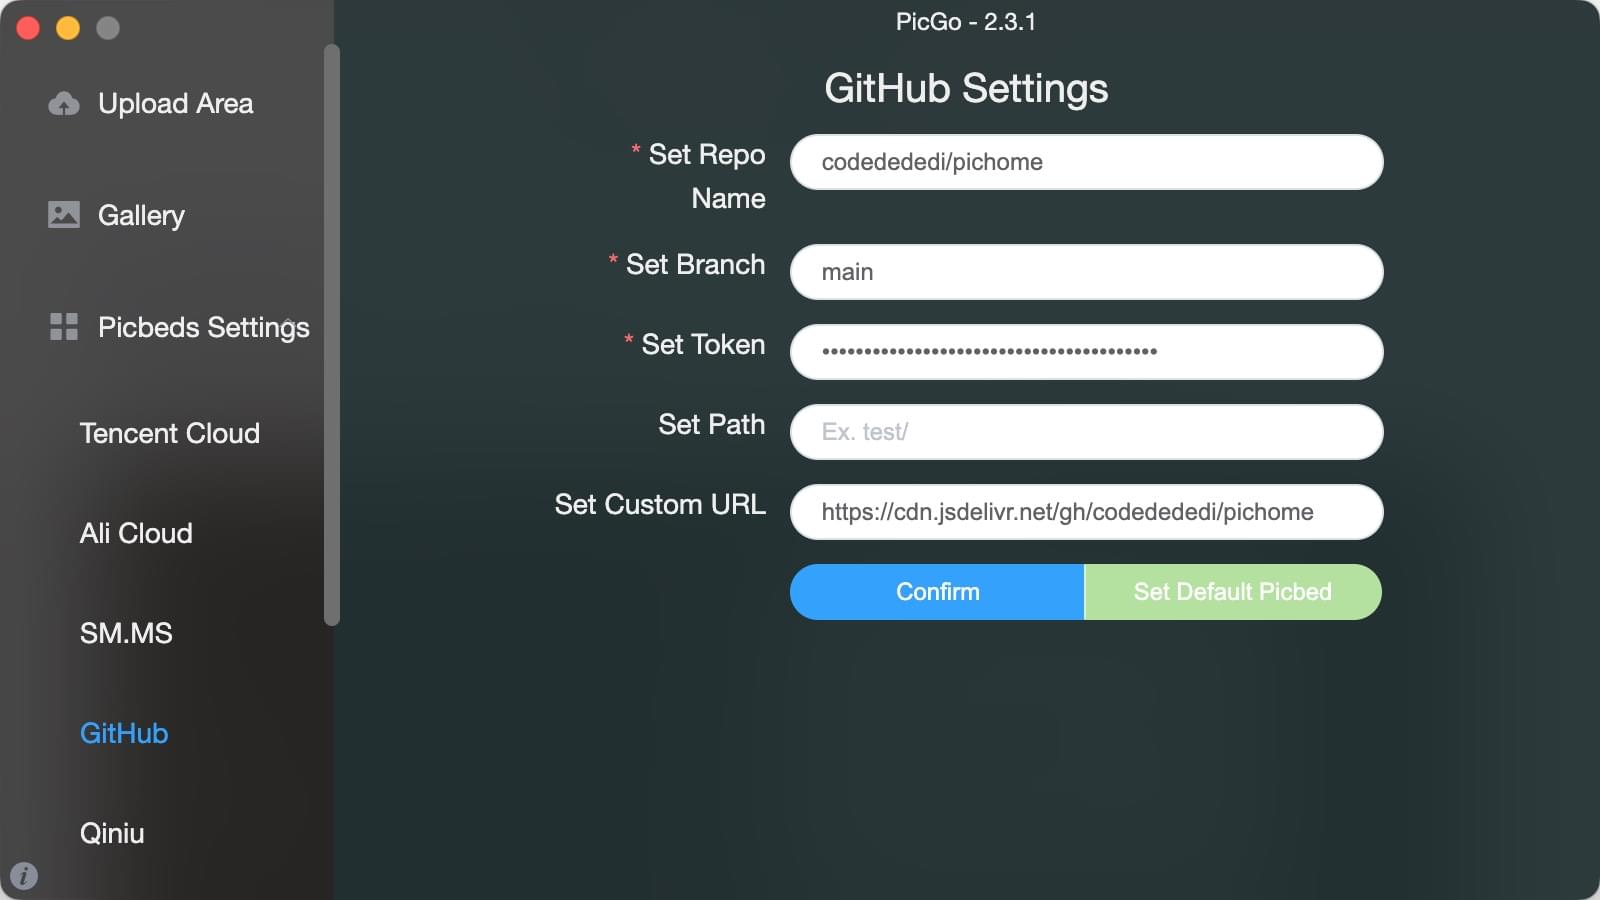 PicGo - 2.3.1
Upload Area
Gallery
Picbeds Settings
Tencent Cloud
Ali Cloud
SM.MS
GitHub
Qiniu
GitHub Settings
* Set Repo
Name
codedededi/pichome
* Set Branch
main
* Set Token
••••••••••••••••••••••••••••••••••••••••
Set Path
Ex. test/
Set Custom URL
https://cdn.jsdelivr.net/gh/codedededi/pichome
Confirm
Set Default Picbed